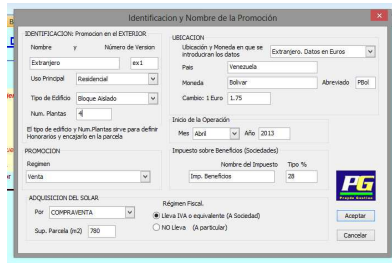 Identificacion y Nombre de la Promoción
IDENTIFICACION: Promocion en el EXTERIOR
Nombre y Número de Version
Extranjero ex1
Uso Principal Residencial
Tipo de Edificio Bloque Aislado
Num. Plantas 4
El tipo de edificio y Num.Plantas sirve para definir
Honorarios y encajarlo en la parcela
UBICACION
Ubicación y Moneda en que se
introduciran los datos Extranjero. Datos en Euros
Pais Venezuela
Moneda Bolivar Abreviado PBol
Cambio: 1 Euro 1.75
Inicio de la Operación
Mes Abril Año 2013
PROMOCION
Regimen
Venta
Impuesto sobre Beneficios (Sociedades)
Nombre del Impuesto Tipo %
Imp. Beneficios 28
ADQUISICION DEL SOLAR
Por COMPRAVENTA
Sup. Parcela (m2) 780
Régimen Fiscal.
Lleva IVA o equivalente (A Sociedad)
NO Lleva (A particular)
PG
Aceptar
Cancelar